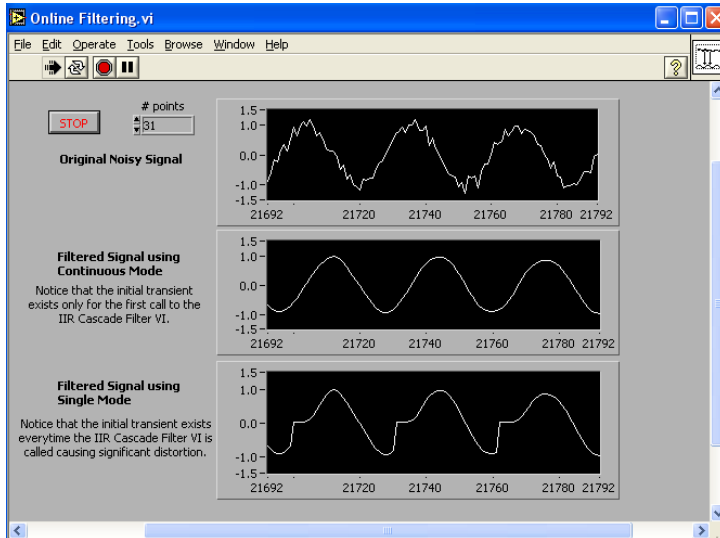 Online Filtering.vi
File Edit Operate Tools Browse Window Help
STOP
# points
31
Original Noisy Signal
1.5
1.0
0.0
-1.0
-1.5
21692 21720 21740 21760 21780 21792
Filtered Signal using
Continuous Mode
Notice that the initial transient
exists only for the first call to the
IIR Cascade Filter VI.
1.5
1.0
0.0
-1.0
-1.5
21692 21720 21740 21760 21780 21792
Filtered Signal using
Single Mode
Notice that the initial transient exists
everytime the IIR Cascade Filter VI is
called causing significant distortion.
1.5
1.0
0.0
-1.0
-1.5
21692 21720 21740 21760 21780 21792